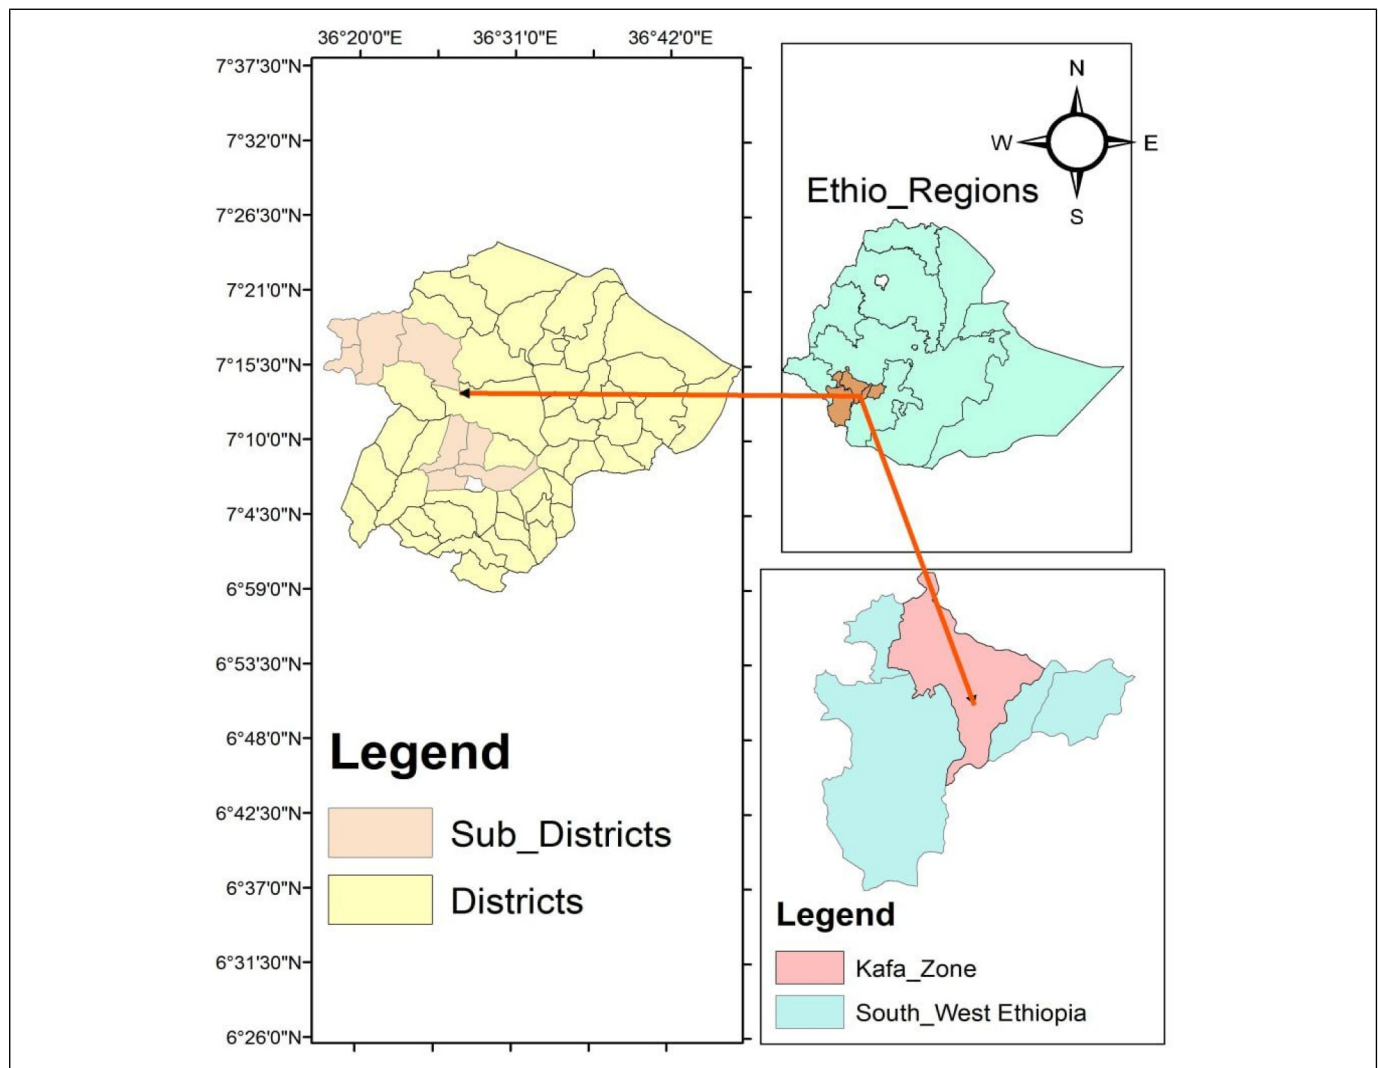 36°20'0"E 36°31'0"E 36°42'0"E
7°37'30"N
7°32'0"N
7°26'30"N
7°21'0"N
7°15'30"N
7°10'0"N
7°4'30"N
6°59'0"N
6°53'30"N
6°48'0"N
6°42'30"N
6°37'0"N
6°31'30"N
6°26'0"N
Legend
Sub_Districts
Districts
N
W E
S
Ethio_Regions
Legend
Kafa_Zone
South_West Ethiopia